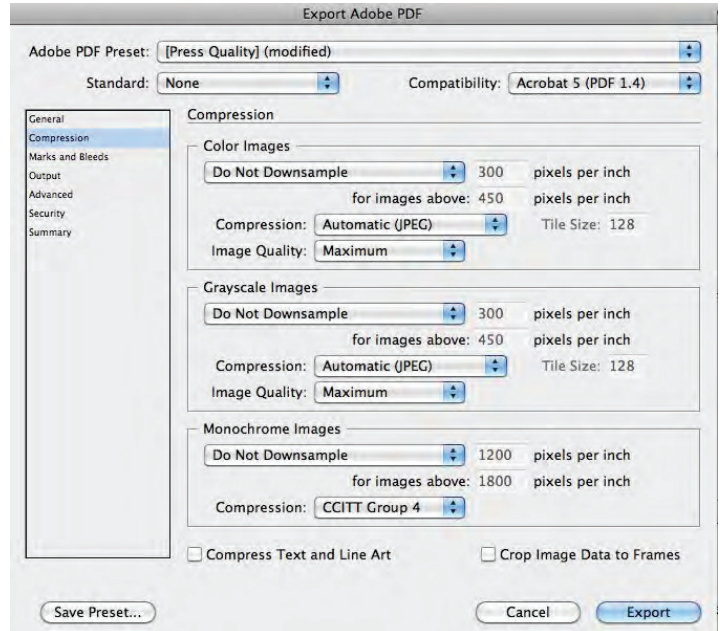 Export Adobe PDF
Adobe PDF Preset: [Press Quality] (modified)
Standard: None Compatibility: Acrobat 5 (PDF 1.4)
General
Compression
Marks and Bleeds
Output
Advanced
Security
Summary
Compression
Color Images
Do Not Downsample 300 pixels per inch
for images above: 450 pixels per inch
Compression: Automatic (JPEG) Tile Size: 128
Image Quality: Maximum
Grayscale Images
Do Not Downsample 300 pixels per inch
for images above: 450 pixels per inch
Compression: Automatic (JPEG) Tile Size: 128
Image Quality: Maximum
Monochrome Images
Do Not Downsample 1200 pixels per inch
for images above: 1800 pixels per inch
Compression: CCITT Group 4
Compress Text and Line Art Crop Image Data to Frames
Save Preset... Cancel Export